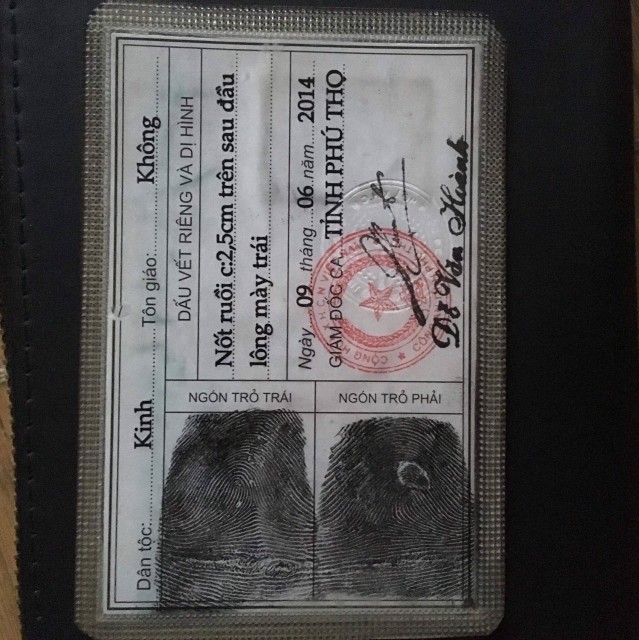 Dân tộc: Kinh Tôn giáo: Không
DẤU VẾT RIÊNG VÀ DỊ HÌNH
Nốt ruồi c:2,5cm trên sau đầu
lông mày trái
Ngày 09 tháng 06 năm 2014
GIÁM ĐỐC CA. TỈNH PHÚ THỌ
Văn
NGÓN TRỎ TRÁI
NGÓN TRỎ PHẢI